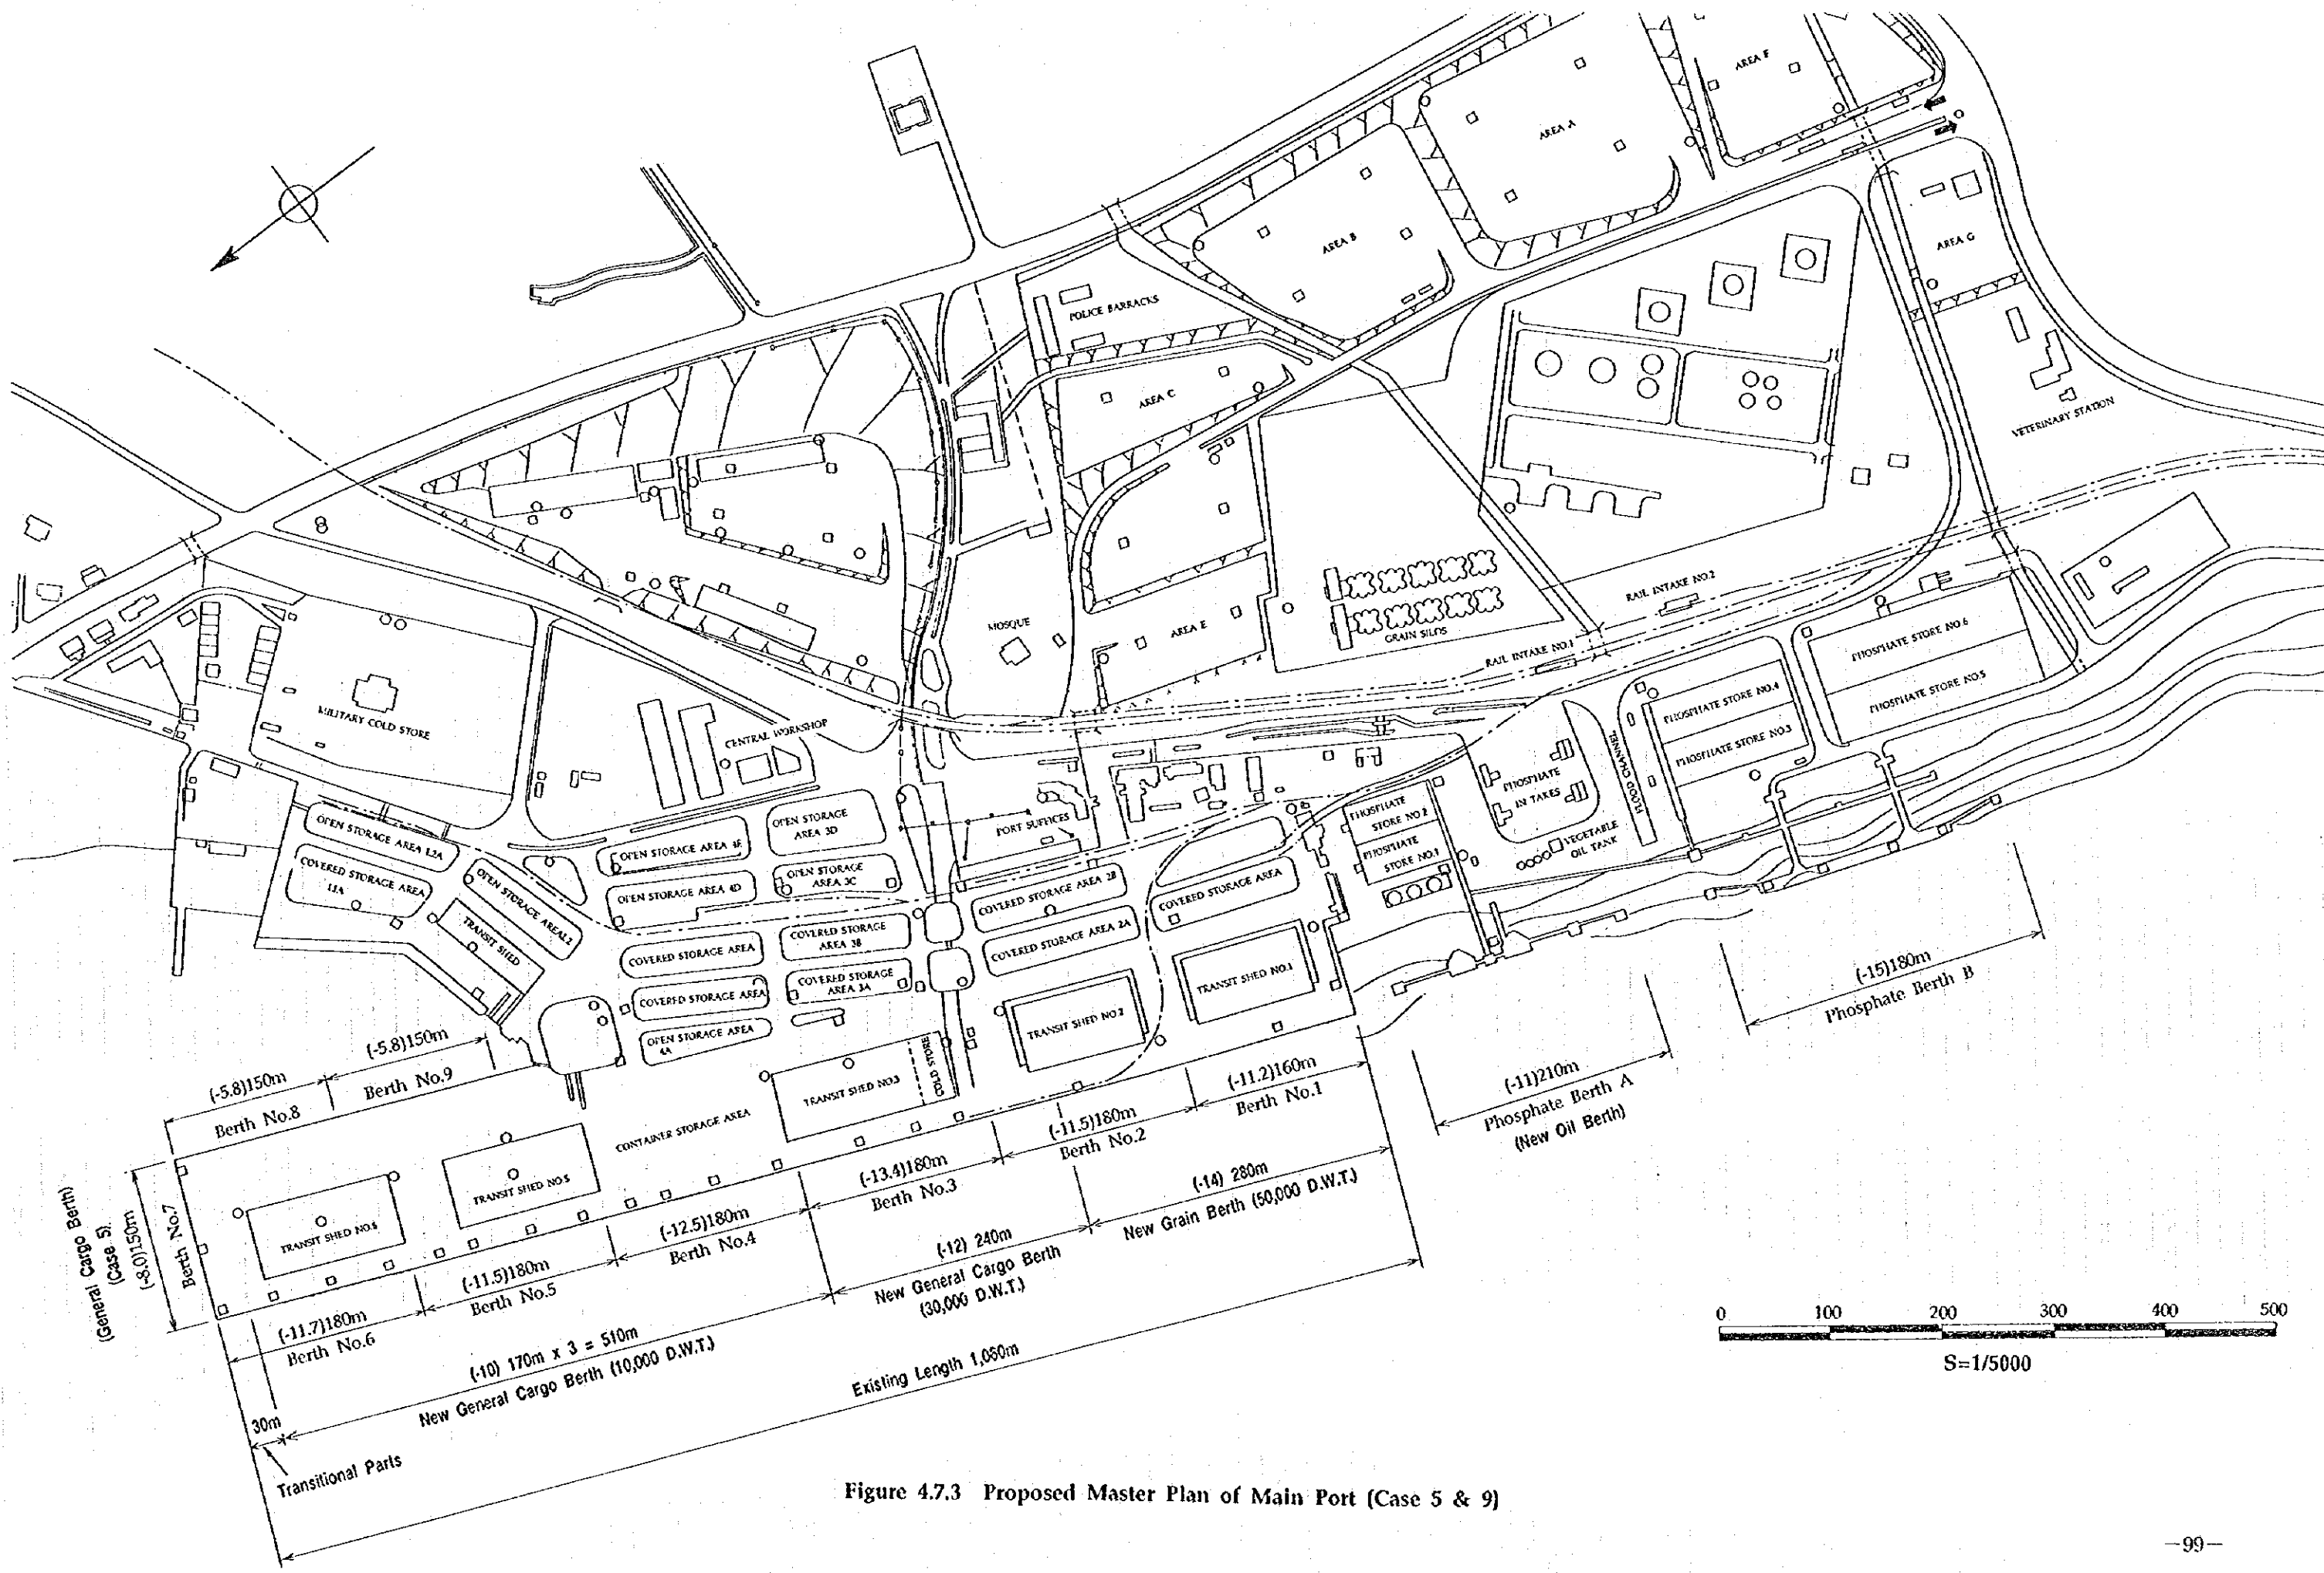 AREA F
AREA A
AREA B
AREA G
POLICE BARRACKS
AREA C
VETERINARY STATION
RAIL INTAKE NO.2
MOSQUE
AREA E
GRAIN SILOS
RAIL INTAKE NO.1
PHOSPHATE STORE NO.6
PHOSPHATE STORE NO.5
PHOSPHATE STORE NO.4
PHOSPHATE STORE NO.3
MILITARY COLD STORE
CENTRAL WORKSHOP
FLOOD CHANNEL
PHOSPHATE
IN TAKES
VEGETABLE
OIL TANK
PHOSPHATE
STORE NO 2
PHOSPHATE
STORE NO.1
PORT SUFFICES
OPEN STORAGE AREA 1.2A
COVERED STORAGE AREA
OPEN STORAGE AREA
TRANSIT SHED
OPEN STORAGE AREA
OPEN STORAGE AREA 4D
OPEN STORAGE
AREA 3D
OPEN STORAGE
AREA 3C
COVERED STORAGE AREA
COVERED STORAGE
AREA 3B
COVERED STORAGE AREA
COVERED STORAGE
AREA 3A
OPEN STORAGE AREA
4A
COVERED STORAGE AREA 2B
COVERED STORAGE AREA 2A
COVERED STORAGE AREA
TRANSIT SHED NO.1
TRANSIT SHED NO.2
TRANSIT SHED NO.3
COLD STORE
CONTAINER STORAGE AREA
TRANSIT SHED NO.5
TRANSIT SHED NO.6
(-15)180m
Phosphate Berth B
(-11)210m
Phosphate Berth A
(New Oil Berth)
(-5.8)150m
Berth No.8
(-5.8)150m
Berth No.9
(General Cargo Berth)
(Case 5)
(-8.0)150m
Berth No.7
(-11.2)160m
Berth No.1
(-11.5)180m
Berth No.2
(-13.4)180m
Berth No.3
(-12.5)180m
Berth No.4
(-11.5)180m
Berth No.5
(-11.7)180m
Berth No.6
(-14) 280m
New Grain Berth (50,000 D.W.T.)
(-12) 240m
New General Cargo Berth
(30,000 D.W.T.)
(-10) 170m x 3 = 510m
New General Cargo Berth (10,000 D.W.T.)
30m
Transitional Parts
Existing Length 1,060m
0 100 200 300 400 500
S=1/5000
Figure 4.7.3 Proposed Master Plan of Main Port (Case 5 & 9)
—99—